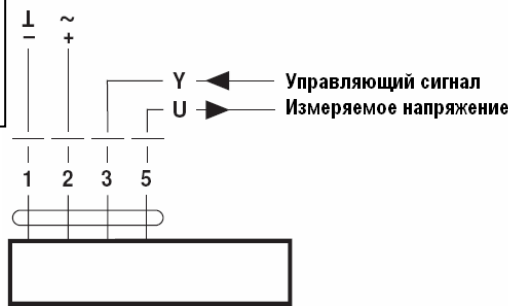 ⊥ ~
– +
Y Управляющий сигнал
U Измеряемое напряжение
1 2 3 5